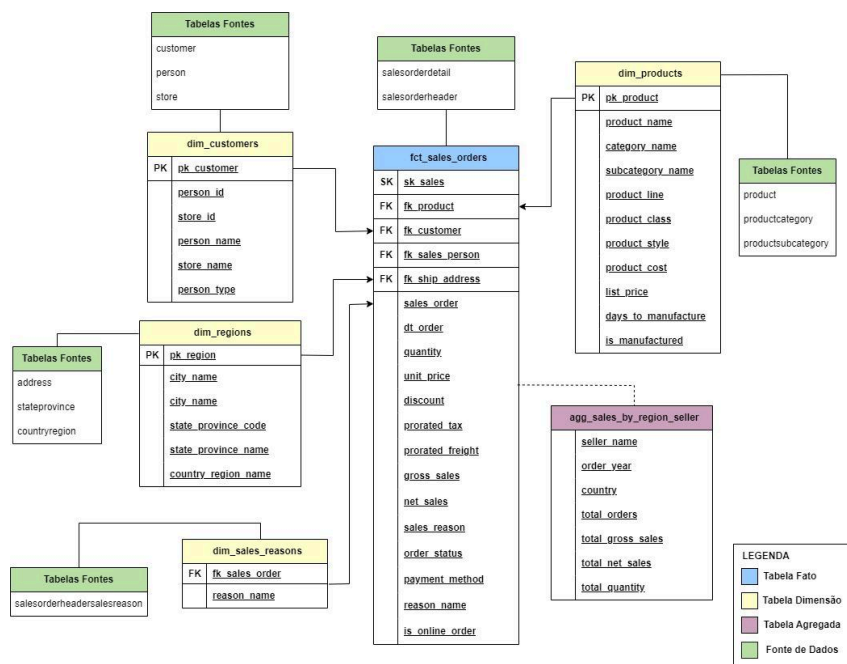 Tabelas Fontes
customer
person
store
Tabelas Fontes
salesorderdetail
salesorderheader
dim_products
PK pk_product
product_name
category_name
subcategory_name
product_line
product_class
product_style
product_cost
list_price
days_to_manufacture
is_manufactured
Tabelas Fontes
product
productcategory
productsubcategory
dim_customers
PK pk_customer
person_id
store_id
person_name
store_name
person_type
fct_sales_orders
SK sk_sales
FK fk_product
FK fk_customer
FK fk_sales_person
FK fk_ship_address
sales_order
dt_order
quantity
unit_price
discount
prorated_tax
prorated_freight
gross_sales
net_sales
sales_reason
order_status
payment_method
reason_name
is_online_order
dim_regions
PK pk_region
city_name
city_name
state_province_code
state_province_name
country_region_name
Tabelas Fontes
address
stateprovince
countryregion
agg_sales_by_region_seller
seller_name
order_year
country
total_orders
total_gross_sales
total_net_sales
total_quantity
dim_sales_reasons
FK fk_sales_order
reason_name
Tabelas Fontes
salesorderheadersalesreason
LEGENDA
Tabela Fato
Tabela Dimensão
Tabela Agregada
Fonte de Dados